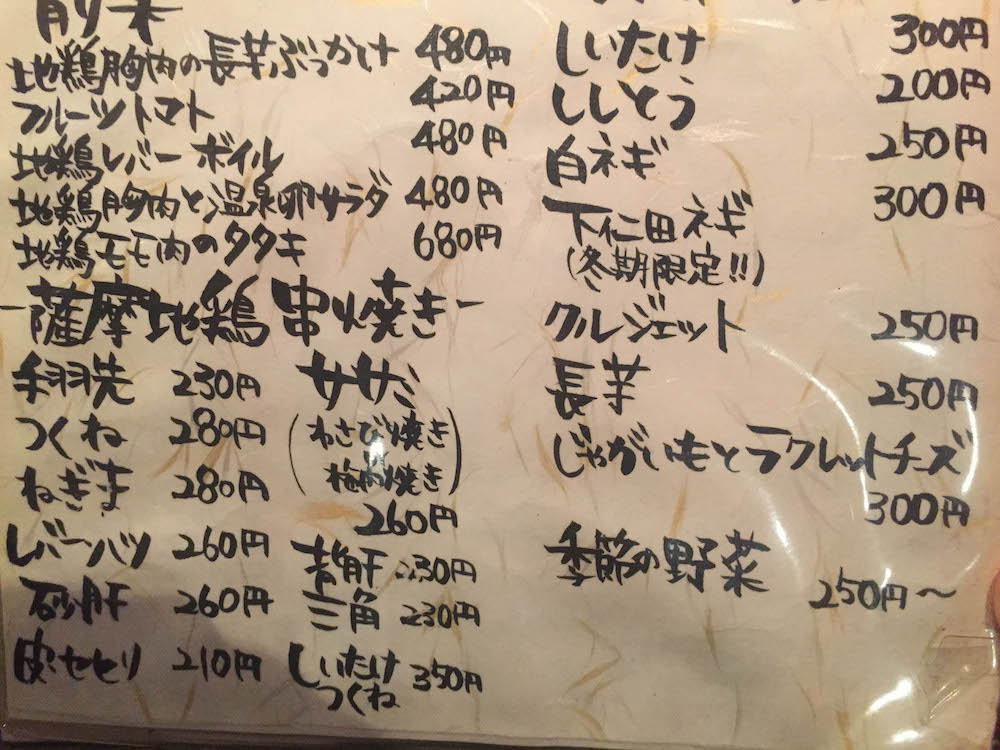 前菜
地鶏胸肉の長芋ぶっかけ 480円
フルーツトマト 420円
地鶏レバーボイル 480円
地鶏胸肉と温泉卵サラダ 480円
地鶏モモ肉のタタキ 680円
-薩摩地鶏串焼き-
手羽先 230円
つくね 280円
ねぎま 280円
レバーハツ 260円
砂肝 260円
皮・セセリ 210円
ササミ
(わさび焼き
梅肉焼き)
260円
背肝 230円
三角 230円
しいたけ
つくね 350円
しいたけ 300円
ししとう 200円
白ネギ 250円
下仁田ネギ 300円
(冬期限定!!)
クルジェット 250円
長芋 250円
じゃがいもとラクレットチーズ
300円
季節の野菜
250円〜